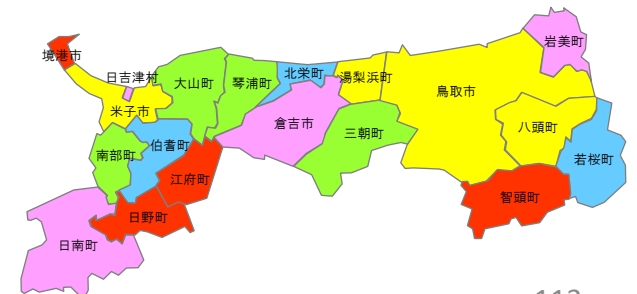 境港市
日吉津村
米子市
大山町
琴浦町
北栄町
湯梨浜町
鳥取市
岩美町
南部町
伯耆町
倉吉市
三朝町
八頭町
若桜町
江府町
日野町
智頭町
日南町